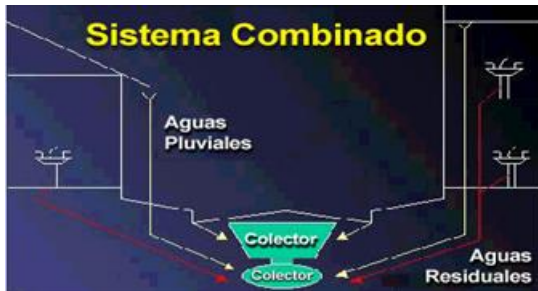 Sistema Combinado
Aguas
Pluviales
Colector
Colector
Aguas
Residuales